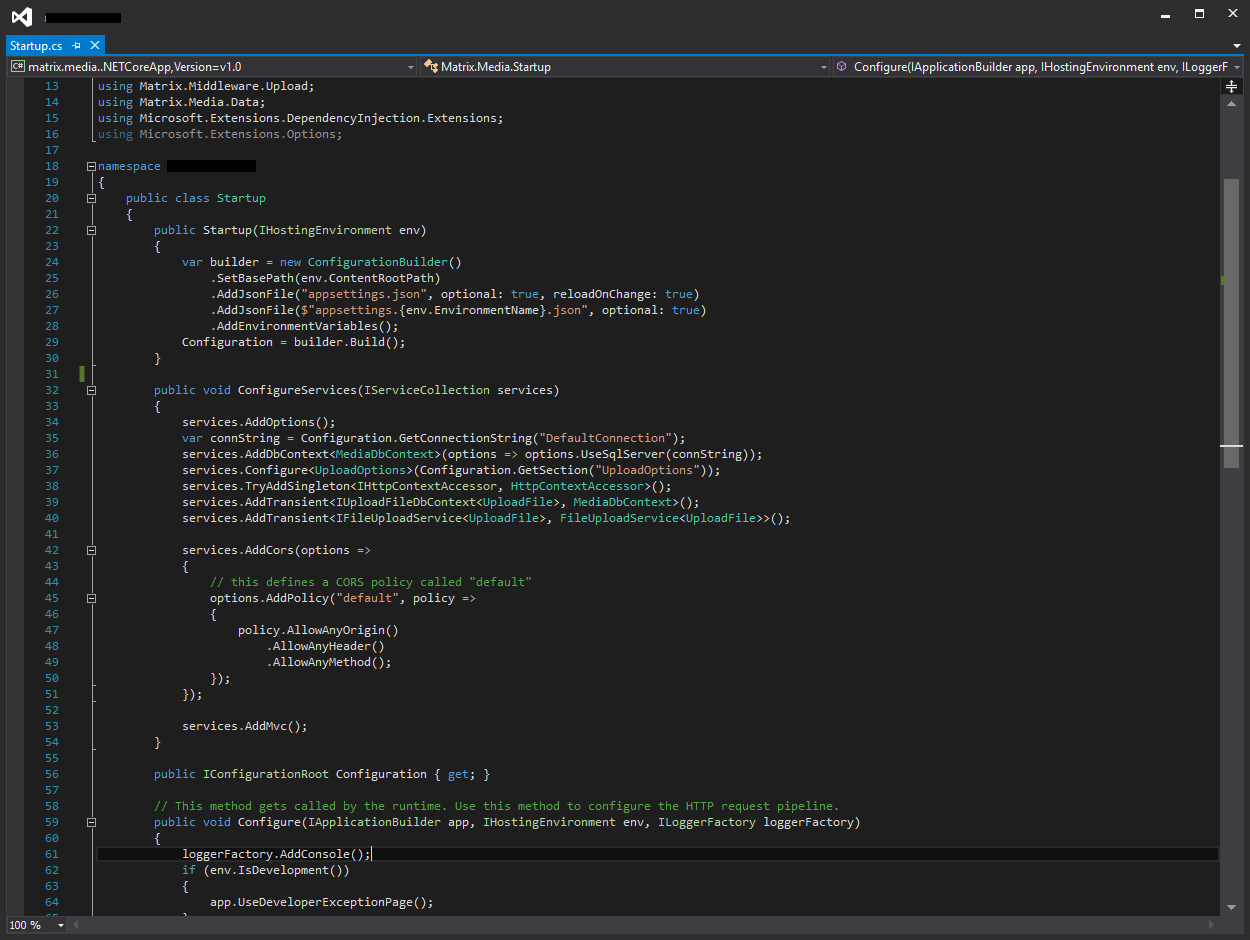 Startup.cs
C# matrix.media..NETCoreApp,Version=v1.0 Matrix.Media.Startup Configure(IApplicationBuilder app, IHostingEnvironment env, ILoggerF
13 using Matrix.Middleware.Upload;
14 using Matrix.Media.Data;
15 using Microsoft.Extensions.DependencyInjection.Extensions;
16 using Microsoft.Extensions.Options;
17
18 namespace
19 {
20 public class Startup
21 {
22 public Startup(IHostingEnvironment env)
23 {
24 var builder = new ConfigurationBuilder()
25 .SetBasePath(env.ContentRootPath)
26 .AddJsonFile("appsettings.json", optional: true, reloadOnChange: true)
27 .AddJsonFile($"appsettings.{env.EnvironmentName}.json", optional: true)
28 .AddEnvironmentVariables();
29 Configuration = builder.Build();
30 }
31
32 public void ConfigureServices(IServiceCollection services)
33 {
34 services.AddOptions();
35 var connString = Configuration.GetConnectionString("DefaultConnection");
36 services.AddDbContext<MediaDbContext>(options => options.UseSqlServer(connString));
37 services.Configure<UploadOptions>(Configuration.GetSection("UploadOptions"));
38 services.TryAddSingleton<IHttpContextAccessor, HttpContextAccessor>();
39 services.AddTransient<IUploadFileDbContext<UploadFile>, MediaDbContext>();
40 services.AddTransient<IFileUploadService<UploadFile>, FileUploadService<UploadFile>>();
41
42 services.AddCors(options =>
43 {
44 // this defines a CORS policy called "default"
45 options.AddPolicy("default", policy =>
46 {
47 policy.AllowAnyOrigin()
48 .AllowAnyHeader()
49 .AllowAnyMethod();
50 });
51 });
52
53 services.AddMvc();
54 }
55
56 public IConfigurationRoot Configuration { get; }
57
58 // This method gets called by the runtime. Use this method to configure the HTTP request pipeline.
59 public void Configure(IApplicationBuilder app, IHostingEnvironment env, ILoggerFactory loggerFactory)
60 {
61 loggerFactory.AddConsole();
62 if (env.IsDevelopment())
63 {
64 app.UseDeveloperExceptionPage();
100 %